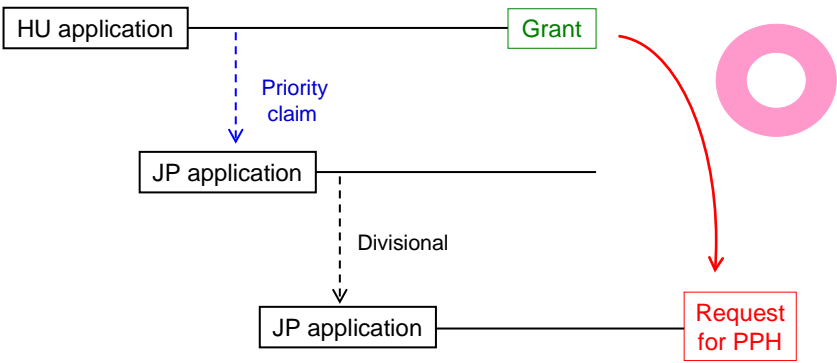 HU application
Grant
Priority
claim
JP application
Divisional
JP application
Request
for PPH